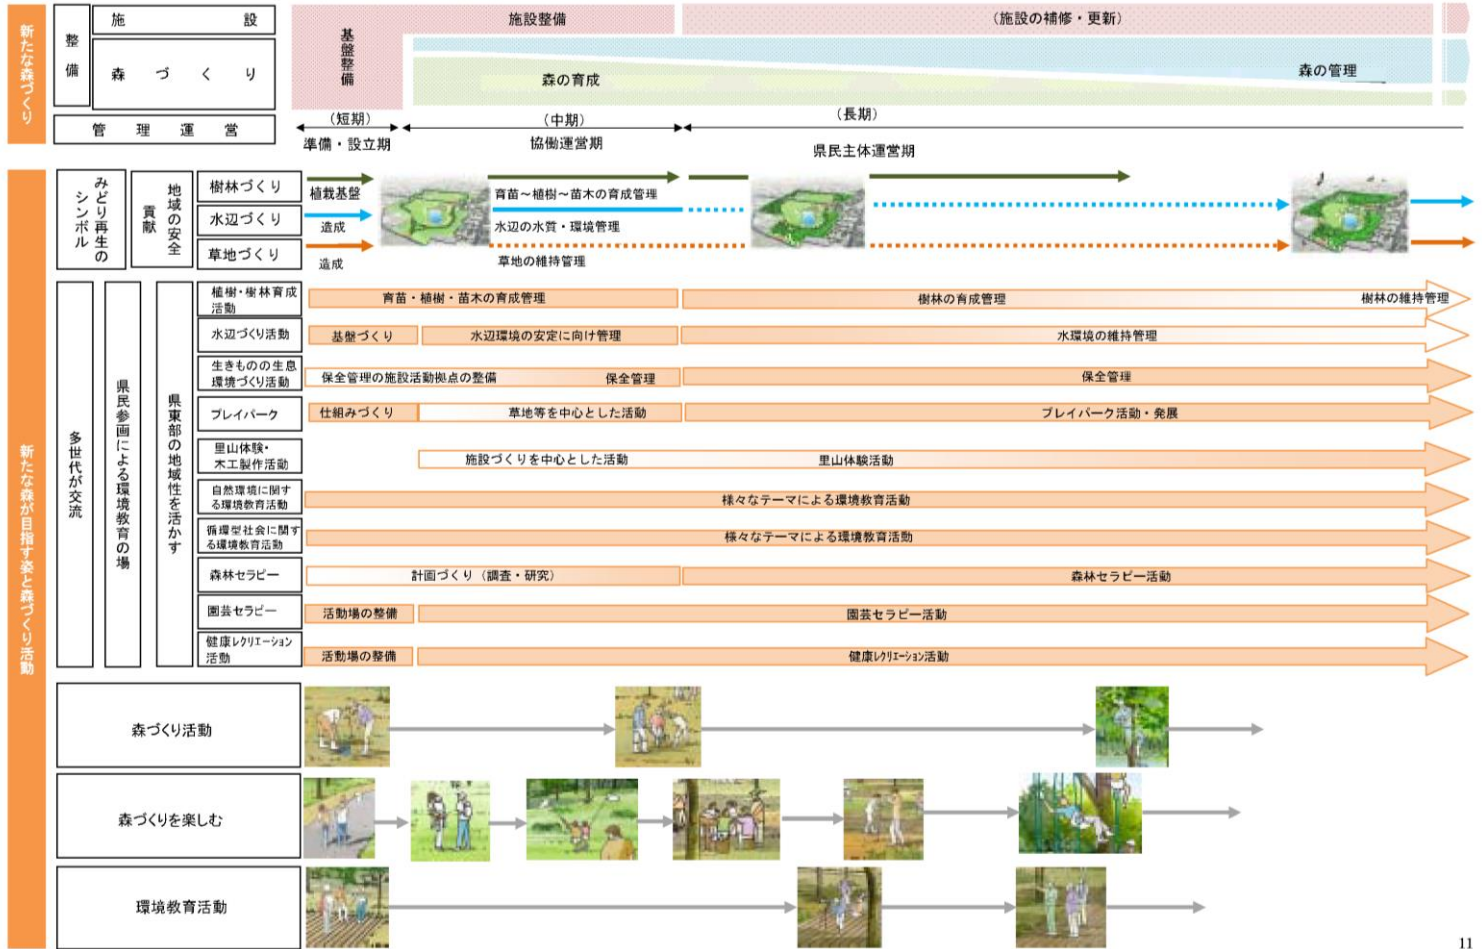 新たな森づくり
整備
施設
森づくり
管理運営
基盤整備
施設整備
(施設の補修・更新)
森の育成
森の管理
(短期)
(中期)
(長期)
準備・設立期
協働運営期
県民主体運営期
新たな森が目指す姿と森づくり活動
みどり再生の
シンボル
地域の安全
貢献
樹林づくり
水辺づくり
草地づくり
植栽基盤
造成
造成
育苗～植樹～苗木の育成管理
水辺の水質・環境管理
草地の維持管理
多世代が交流
県民参画による環境教育の場
県東部の地域性を活かす
植樹・樹林育成
活動
育苗・植樹・苗木の育成管理
樹林の育成管理
樹林の維持管理
水辺づくり活動
基盤づくり
水辺環境の安定に向け管理
水環境の維持管理
生きものの生息
環境づくり活動
保全管理の施設活動拠点の整備
保全管理
保全管理
プレイパーク
仕組みづくり
草地等を中心とした活動
プレイパーク活動・発展
里山体験・
木工製作活動
施設づくりを中心とした活動
里山体験活動
自然環境に関す
る環境教育活動
様々なテーマによる環境教育活動
循環型社会に関す
る環境教育活動
様々なテーマによる環境教育活動
森林セラピー
計画づくり（調査・研究）
森林セラピー活動
園芸セラピー
活動場の整備
園芸セラピー活動
健康レクリエーション
活動
活動場の整備
健康レクリエーション活動
森づくり活動
森づくりを楽しむ
環境教育活動
11